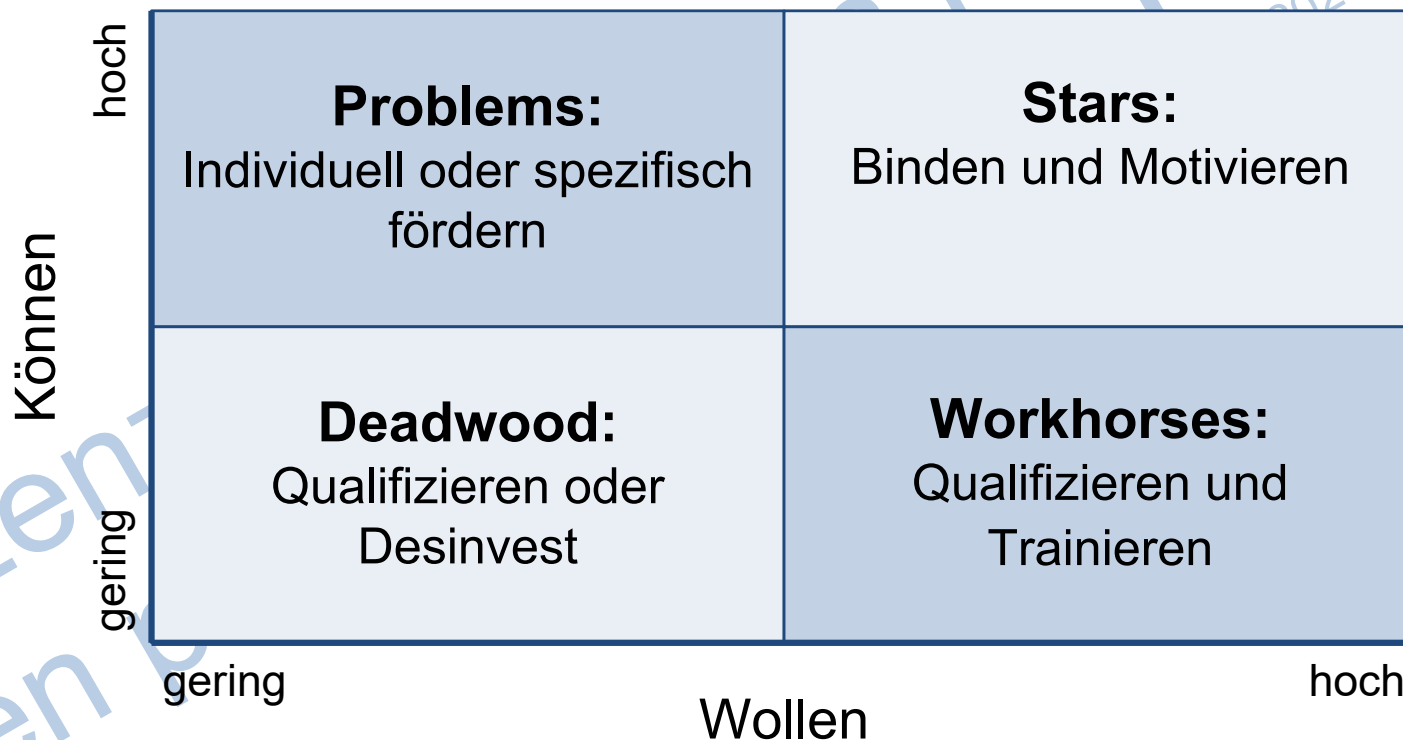 hoch
Problems:
Individuell oder spezifisch
fördern
Stars:
Binden und Motivieren
Können
Deadwood:
Qualifizieren oder
Desinvest
Workhorses:
Qualifizieren und
Trainieren
gering
gering
hoch
Wollen